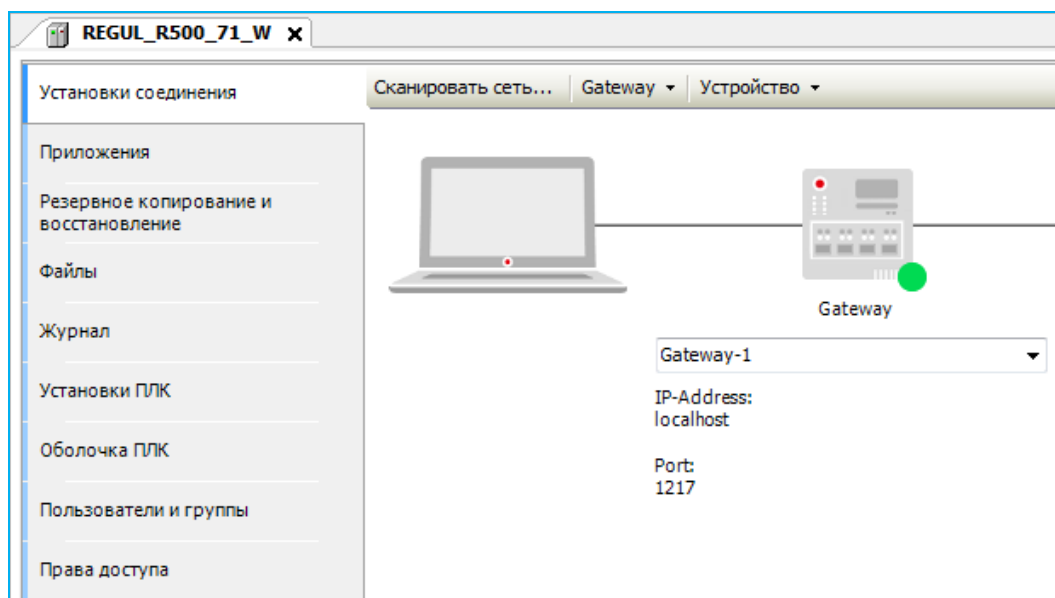 REGUL_R500_71_W
Установки соединения
Сканировать сеть...
Gateway
Устройство
Приложения
Резервное копирование и
восстановление
Файлы
Журнал
Установки ПЛК
Оболочка ПЛК
Пользователи и группы
Права доступа
Gateway
Gateway-1
IP-Address:
localhost
Port:
1217